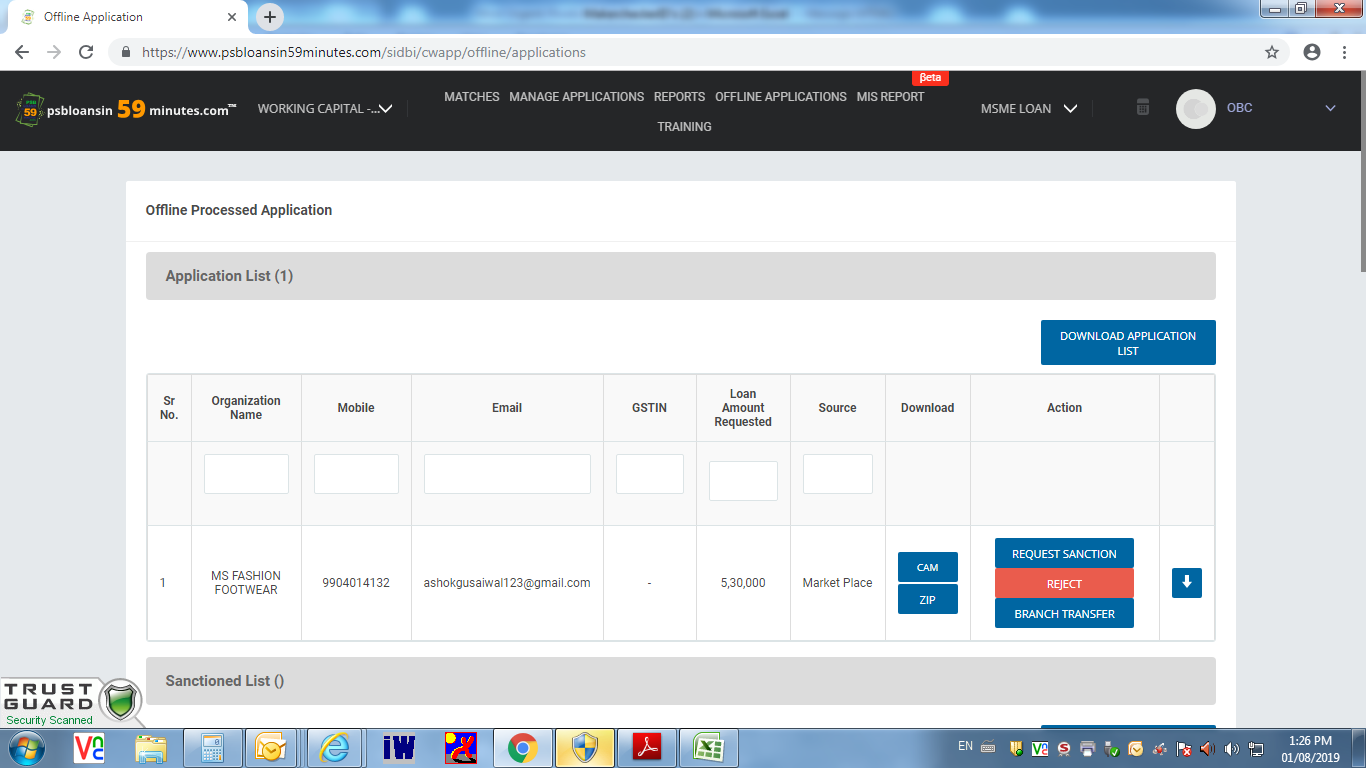 Offline Application
https://www.psbloansin59minutes.com/sidbi/cwapp/offline/applications
βeta
psbloansin 59 minutes.com™
WORKING CAPITAL -...
MATCHES MANAGE APPLICATIONS REPORTS OFFLINE APPLICATIONS MIS REPORT
TRAINING
MSME LOAN
OBC
Offline Processed Application
Application List (1)
DOWNLOAD APPLICATION
LIST
Sr
No.
Organization
Name
Mobile
Email
GSTIN
Loan
Amount
Requested
Source
Download
Action
1
MS FASHION
FOOTWEAR
9904014132
ashokgusaiwal123@gmail.com
-
5,30,000
Market Place
CAM
ZIP
REQUEST SANCTION
REJECT
BRANCH TRANSFER
Sanctioned List ()
TRUST
GUARD
Security Scanned
EN
1:26 PM
01/08/2019